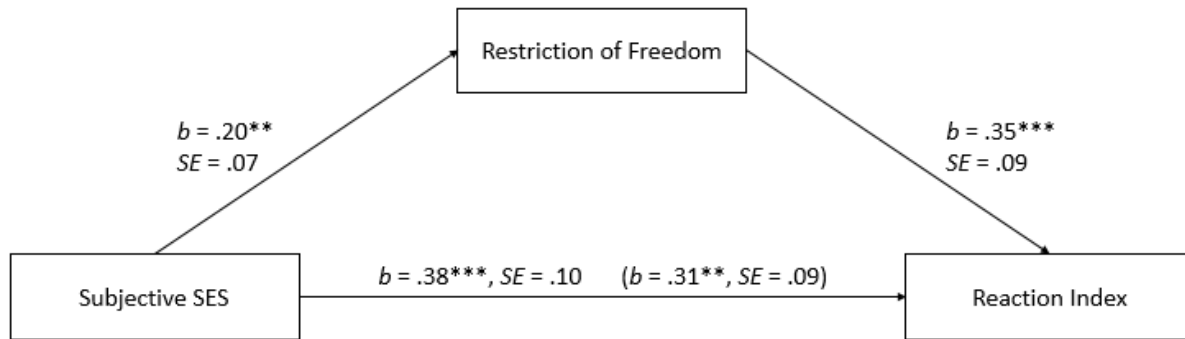 Restriction of Freedom
b = .20**
SE = .07
b = .35***
SE = .09
b = .38***, SE = .10 (b = .31**, SE = .09)
Subjective SES
Reaction Index